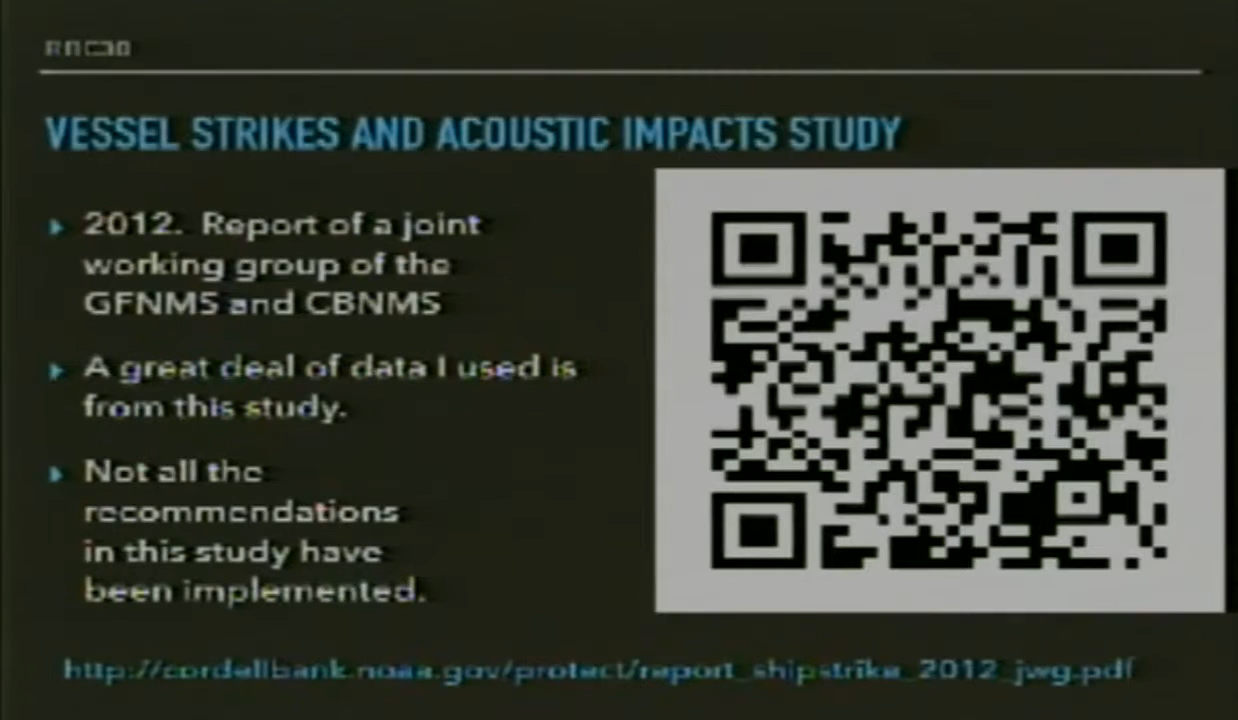 VESSEL STRIKES AND ACOUSTIC IMPACTS STUDY
2012. Report of a joint
working group of the
GFNMS and CBNMS
A great deal of data I used is
from this study.
Not all the
recommendations
in this study have
been implemented.
http://cordellbank.noaa.gov/protect/report_shipstrike_2012_jwg.pdf